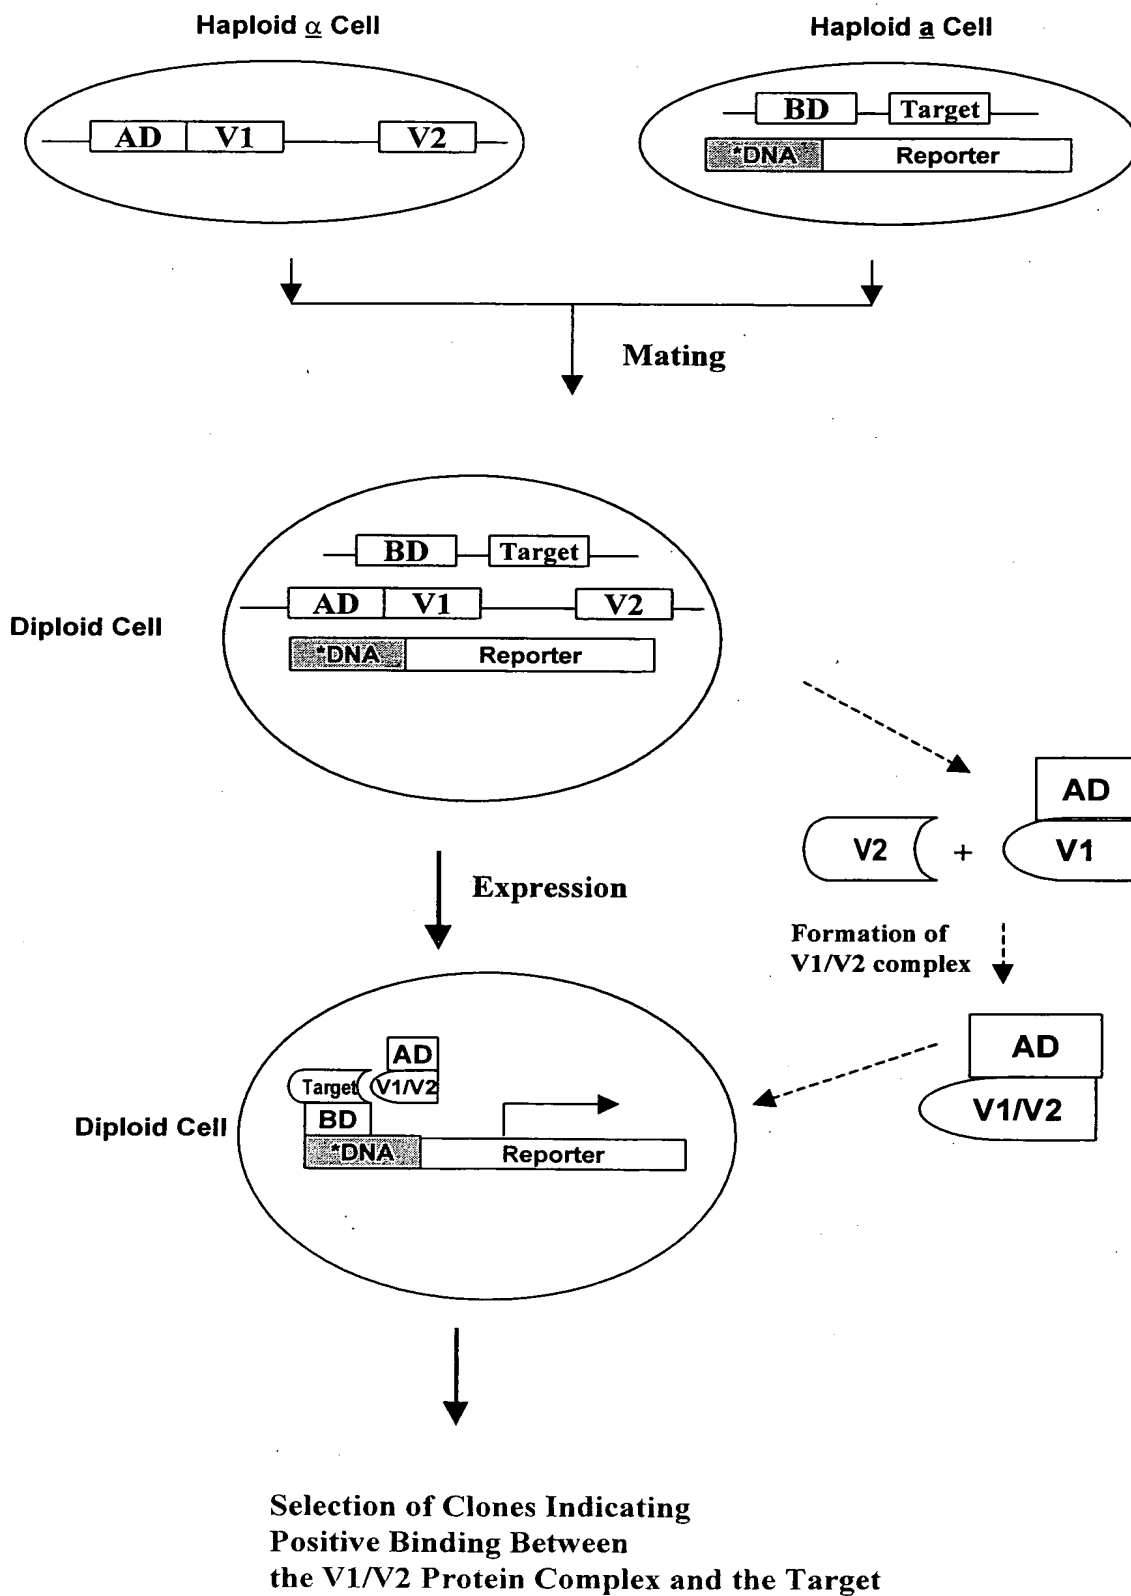 Haploid α Cell
Haploid a Cell
AD V1 V2
BD Target
*DNA Reporter
Mating
Diploid Cell
BD Target
AD V1 V2
*DNA Reporter
AD
V2 + V1
Expression
Formation of
V1/V2 complex
AD
V1/V2
Diploid Cell
AD
Target V1/V2
BD
*DNA Reporter
Selection of Clones Indicating
Positive Binding Between
the V1/V2 Protein Complex and the Target